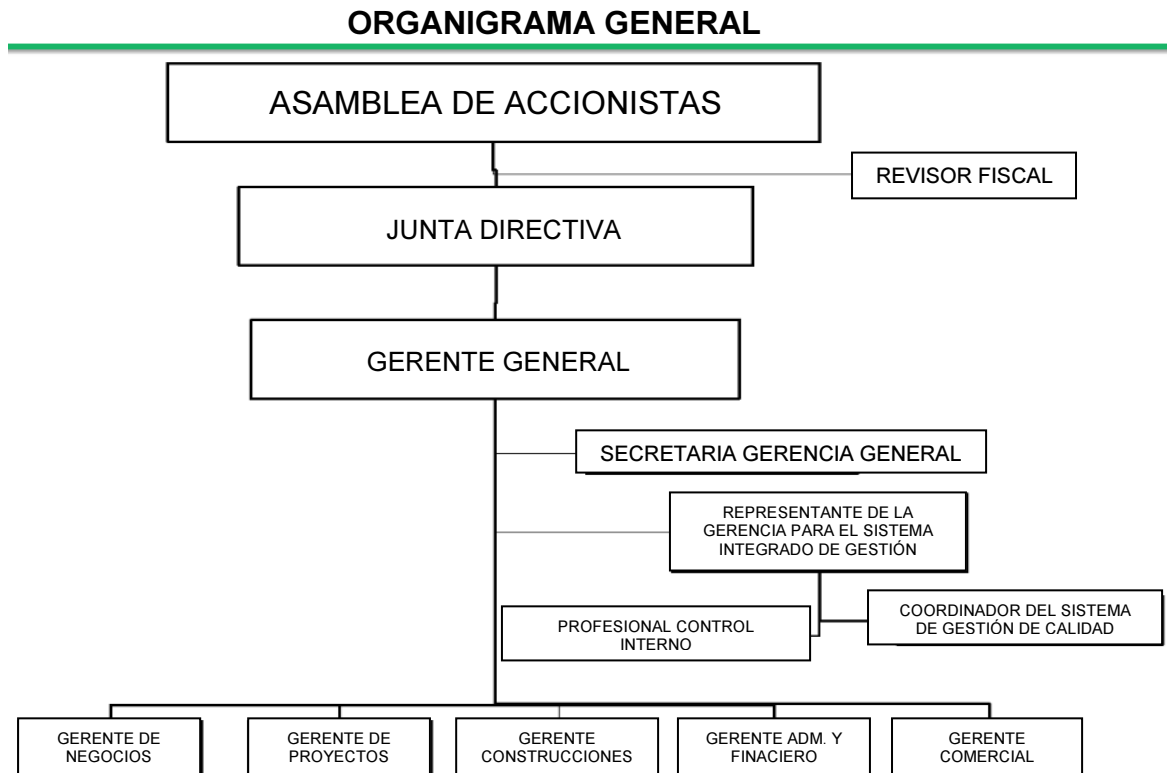 ORGANIGRAMA GENERAL
ASAMBLEA DE ACCIONISTAS
REVISOR FISCAL
JUNTA DIRECTIVA
GERENTE GENERAL
SECRETARIA GERENCIA GENERAL
REPRESENTANTE DE LA
GERENCIA PARA EL SISTEMA
INTEGRADO DE GESTIÓN
PROFESIONAL CONTROL
INTERNO
COORDINADOR DEL SISTEMA
DE GESTIÓN DE CALIDAD
GERENTE DE
NEGOCIOS
GERENTE DE
PROYECTOS
GERENTE
CONSTRUCCIONES
GERENTE ADM. Y
FINACIERO
GERENTE
COMERCIAL